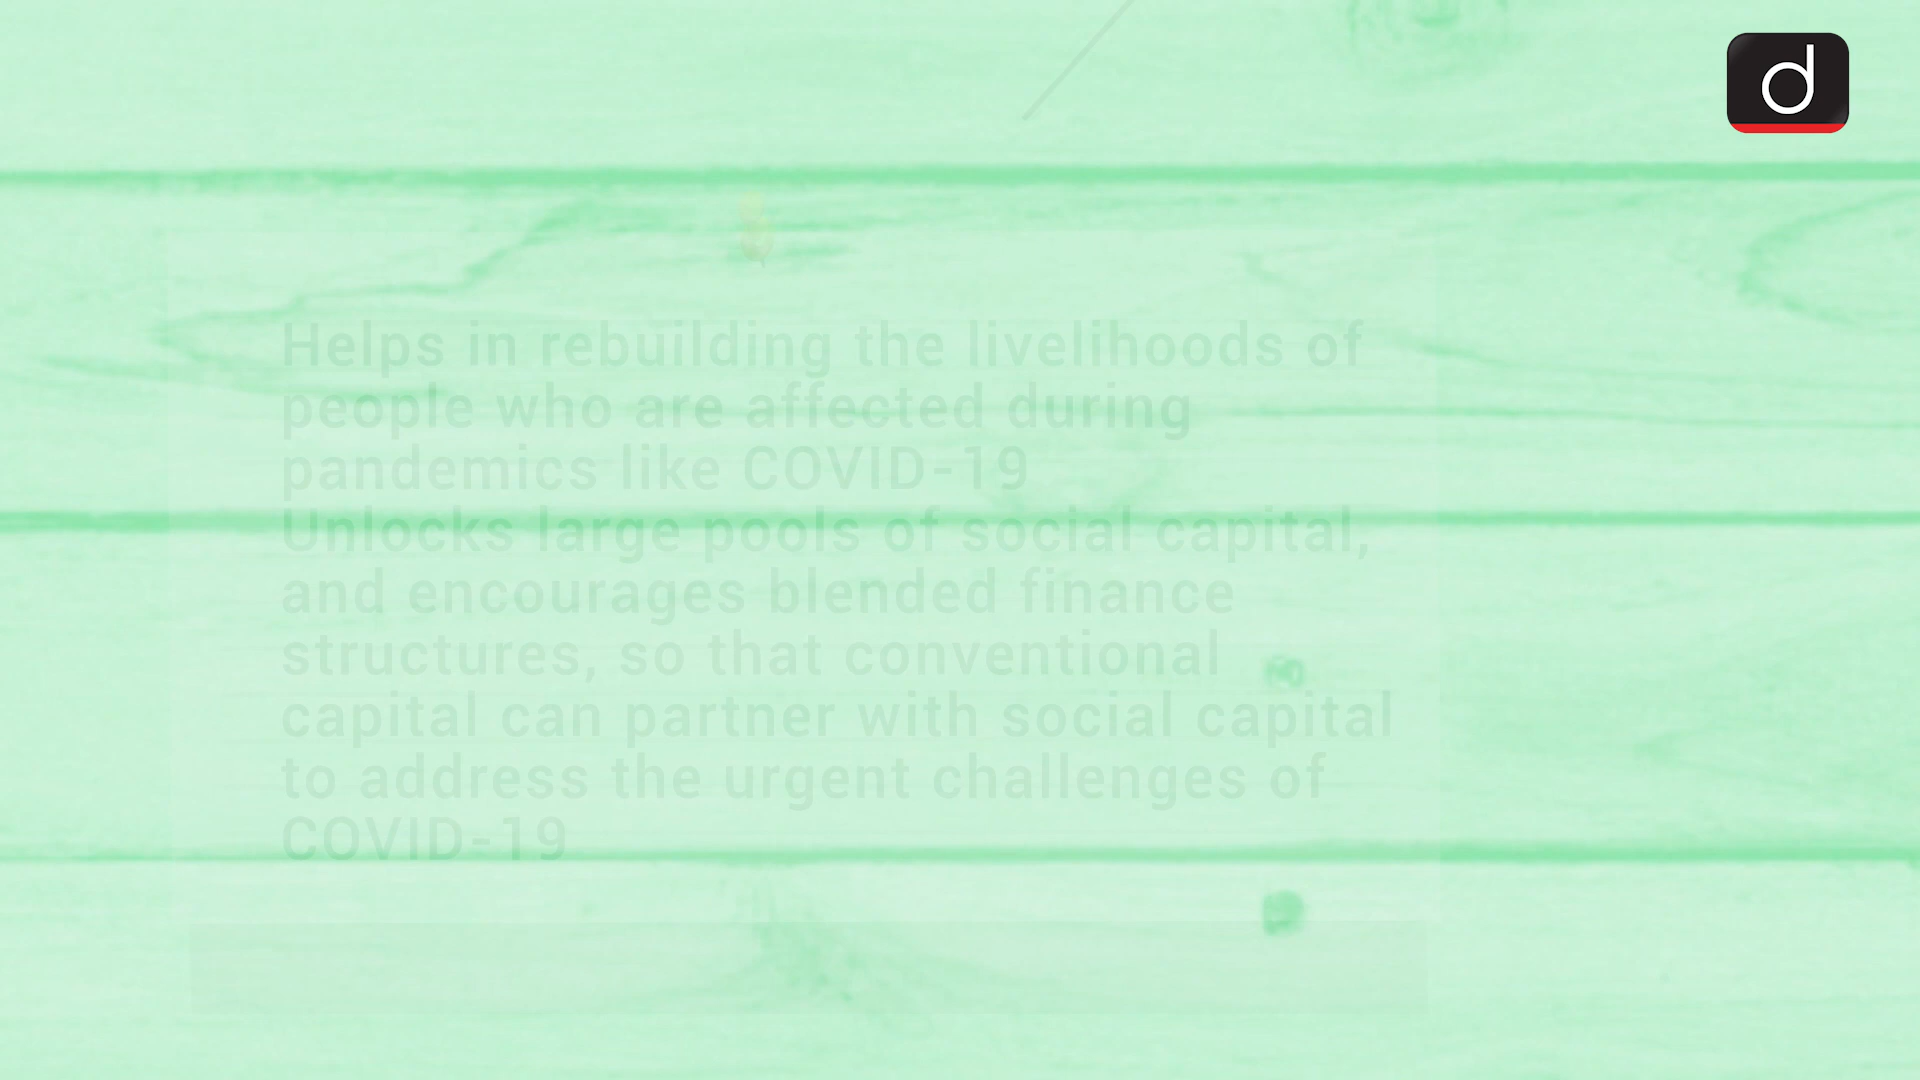 d
Helps in rebuilding the livelihoods of
people who are affected during
pandemics like COVID-19
Unlocks large pools of social capital,
and encourages blended finance
structures, so that conventional
capital can partner with social capital
to address the urgent challenges of
COVID-19